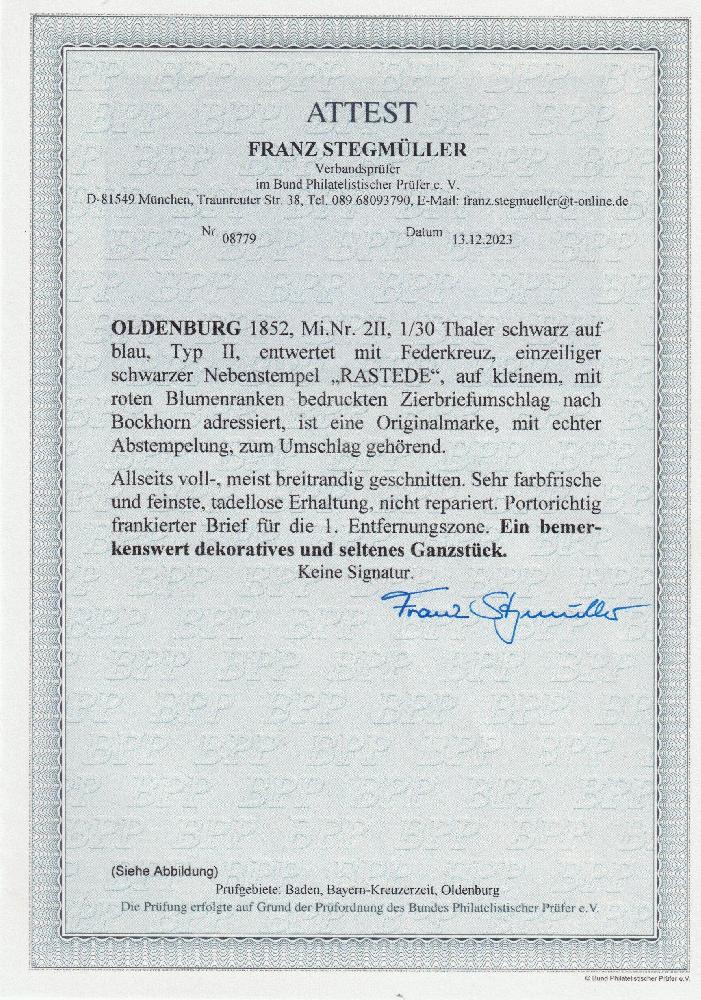 ATTEST
FRANZ STEGMÜLLER
Verbandsprüfer
im Bund Philatelistischer Prüfer e. V.
D-81549 München, Traunreuter Str. 38, Tel. 089 68093790, E-Mail: franz.stegmueller@t-online.de
Nr 08779 Datum 13.12.2023
OLDENBURG 1852, Mi.Nr. 2II, 1/30 Thaler schwarz auf
blau, Typ II, entwertet mit Federkreuz, einzeiliger
schwarzer Nebenstempel „RASTEDE“, auf kleinem, mit
roten Blumenranken bedruckten Zierbriefumschlag nach
Bockhorn adressiert, ist eine Originalmarke, mit echter
Abstempelung, zum Umschlag gehörend.
Allseits voll-, meist breitrandig geschnitten. Sehr farbfrische
und feinste, tadellose Erhaltung, nicht repariert. Portorichtig
frankierter Brief für die 1. Entfernungszone. Ein bemer-
kenswert dekoratives und seltenes Ganzstück.
Keine Signatur.
Franz Stegmüller
(Siehe Abbildung)
Prüfgebiete: Baden, Bayern-Kreuzerzeit, Oldenburg
Die Prüfung erfolgte auf Grund der Prüfordnung des Bundes Philatelistischer Prüfer e.V.
© Bund Philatelistischer Prüfer e.V.